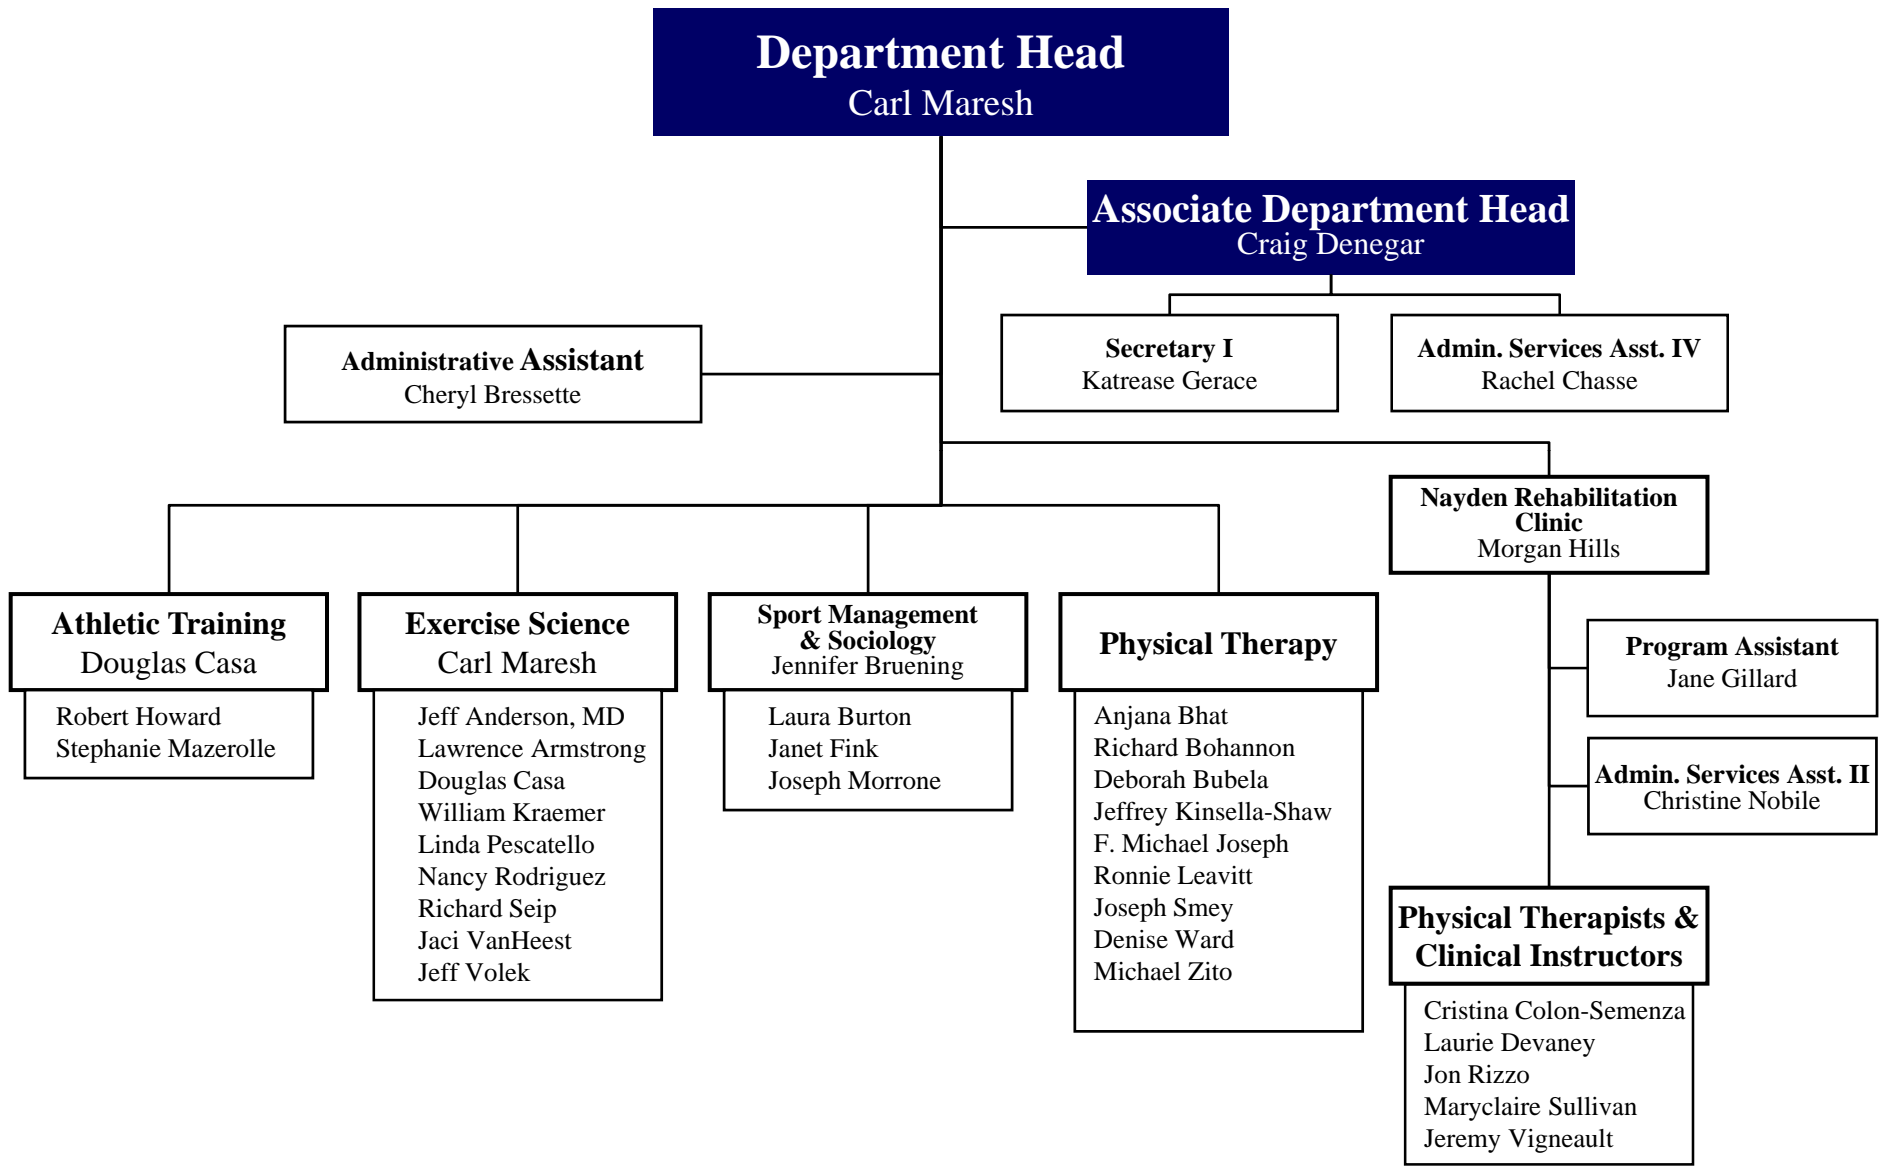 Department Head
Carl Maresh
Associate Department Head
Craig Denegar
Administrative Assistant
Cheryl Bressette
Secretary I
Katrease Gerace
Admin. Services Asst. IV
Rachel Chasse
Nayden Rehabilitation
Clinic
Morgan Hills
Athletic Training
Douglas Casa
Robert Howard
Stephanie Mazerolle
Exercise Science
Carl Maresh
Jeff Anderson, MD
Lawrence Armstrong
Douglas Casa
William Kraemer
Linda Pescatello
Nancy Rodriguez
Richard Seip
Jaci VanHeest
Jeff Volek
Sport Management
& Sociology
Jennifer Bruening
Laura Burton
Janet Fink
Joseph Morrone
Physical Therapy
Anjana Bhat
Richard Bohannon
Deborah Bubela
Jeffrey Kinsella-Shaw
F. Michael Joseph
Ronnie Leavitt
Joseph Smey
Denise Ward
Michael Zito
Program Assistant
Jane Gillard
Admin. Services Asst. II
Christine Nobile
Physical Therapists &
Clinical Instructors
Cristina Colon-Semenza
Laurie Devaney
Jon Rizzo
Maryclaire Sullivan
Jeremy Vigneault